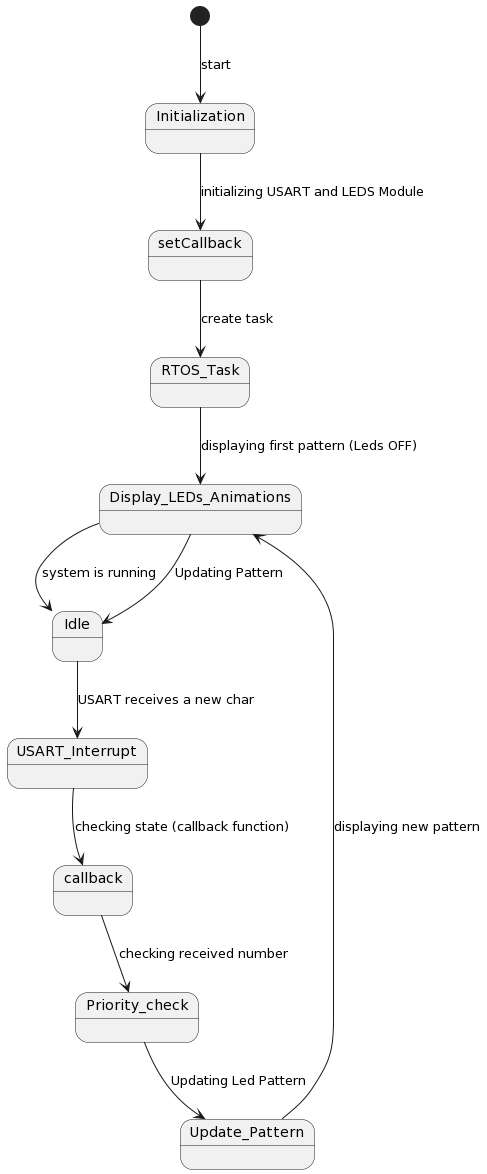 start
Initialization
initializing USART and LEDS Module
setCallback
create task
RTOS_Task
displaying first pattern (Leds OFF)
Display_LEDs_Animations
system is running
Updating Pattern
Idle
USART receives a new char
USART_Interrupt
checking state (callback function)
displaying new pattern
callback
checking received number
Priority_check
Updating Led Pattern
Update_Pattern